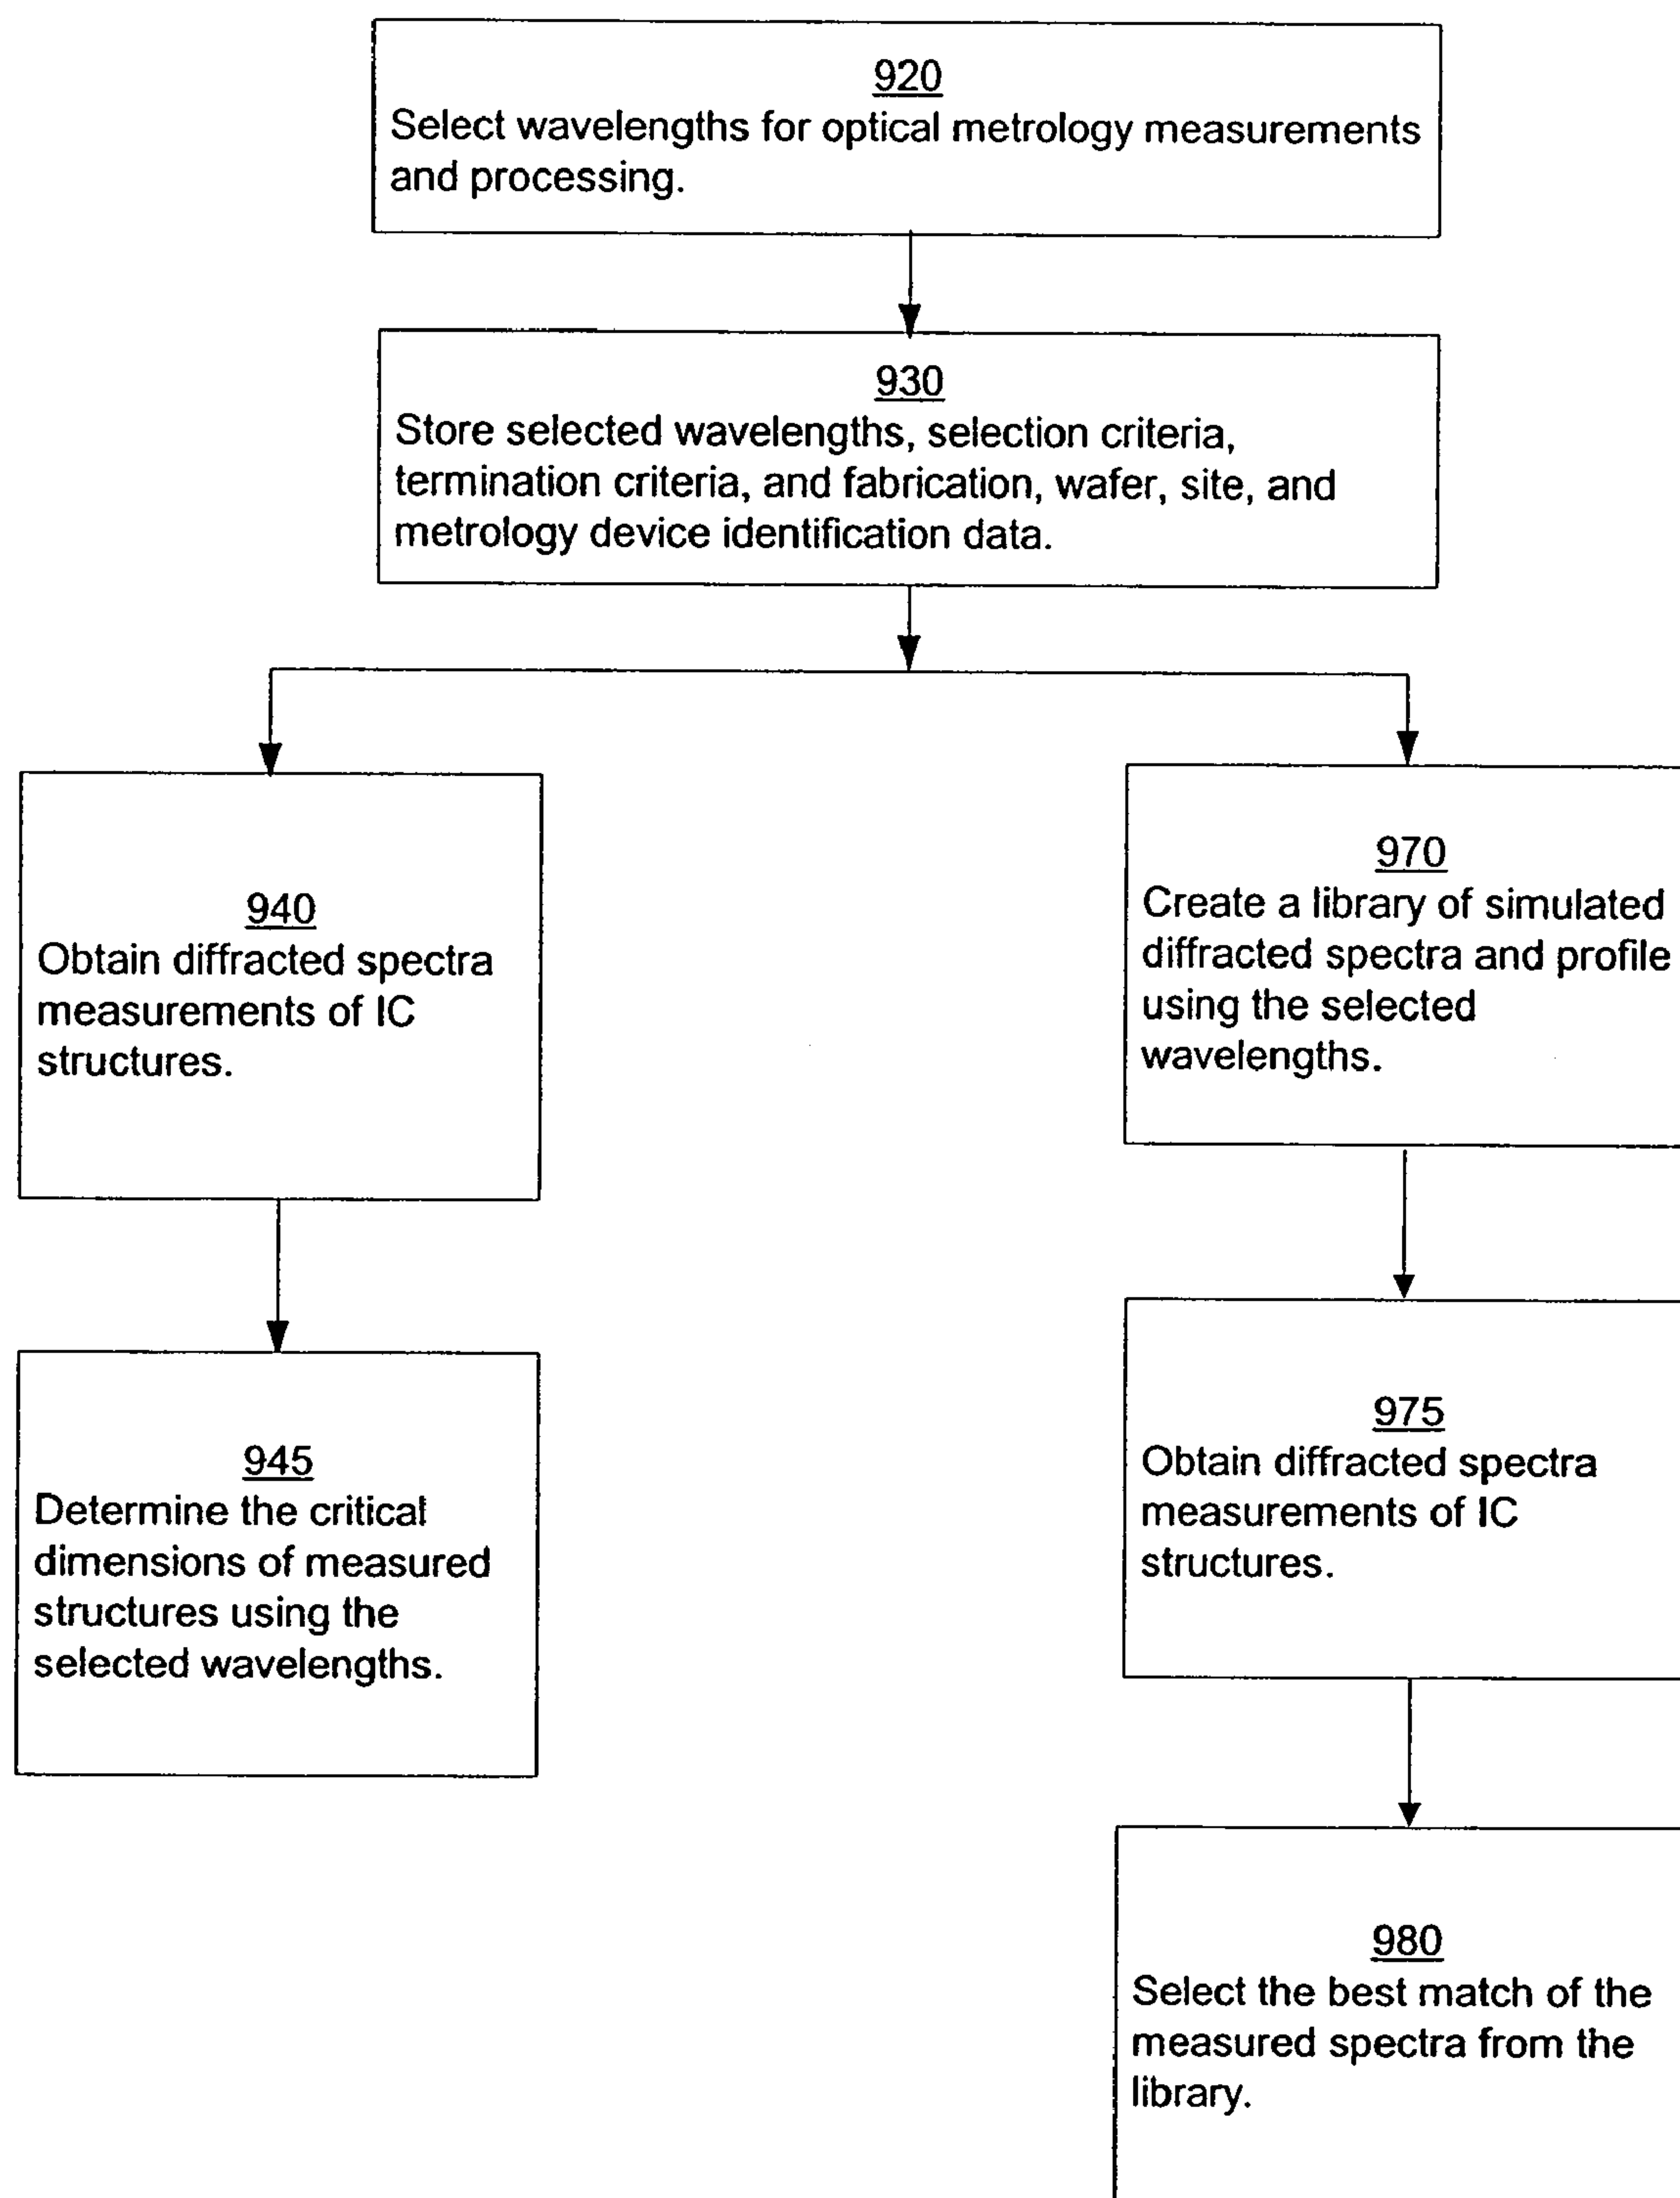 920
Select wavelengths for optical metrology measurements
and processing.
930
Store selected wavelengths, selection criteria,
termination criteria, and fabrication, wafer, site, and
metrology device identification data.
940
Obtain diffracted spectra
measurements of IC
structures.
945
Determine the critical
dimensions of measured
structures using the
selected wavelengths.
970
Create a library of simulated
diffracted spectra and profile
using the selected
wavelengths.
975
Obtain diffracted spectra
measurements of IC
structures.
980
Select the best match of the
measured spectra from the
library.